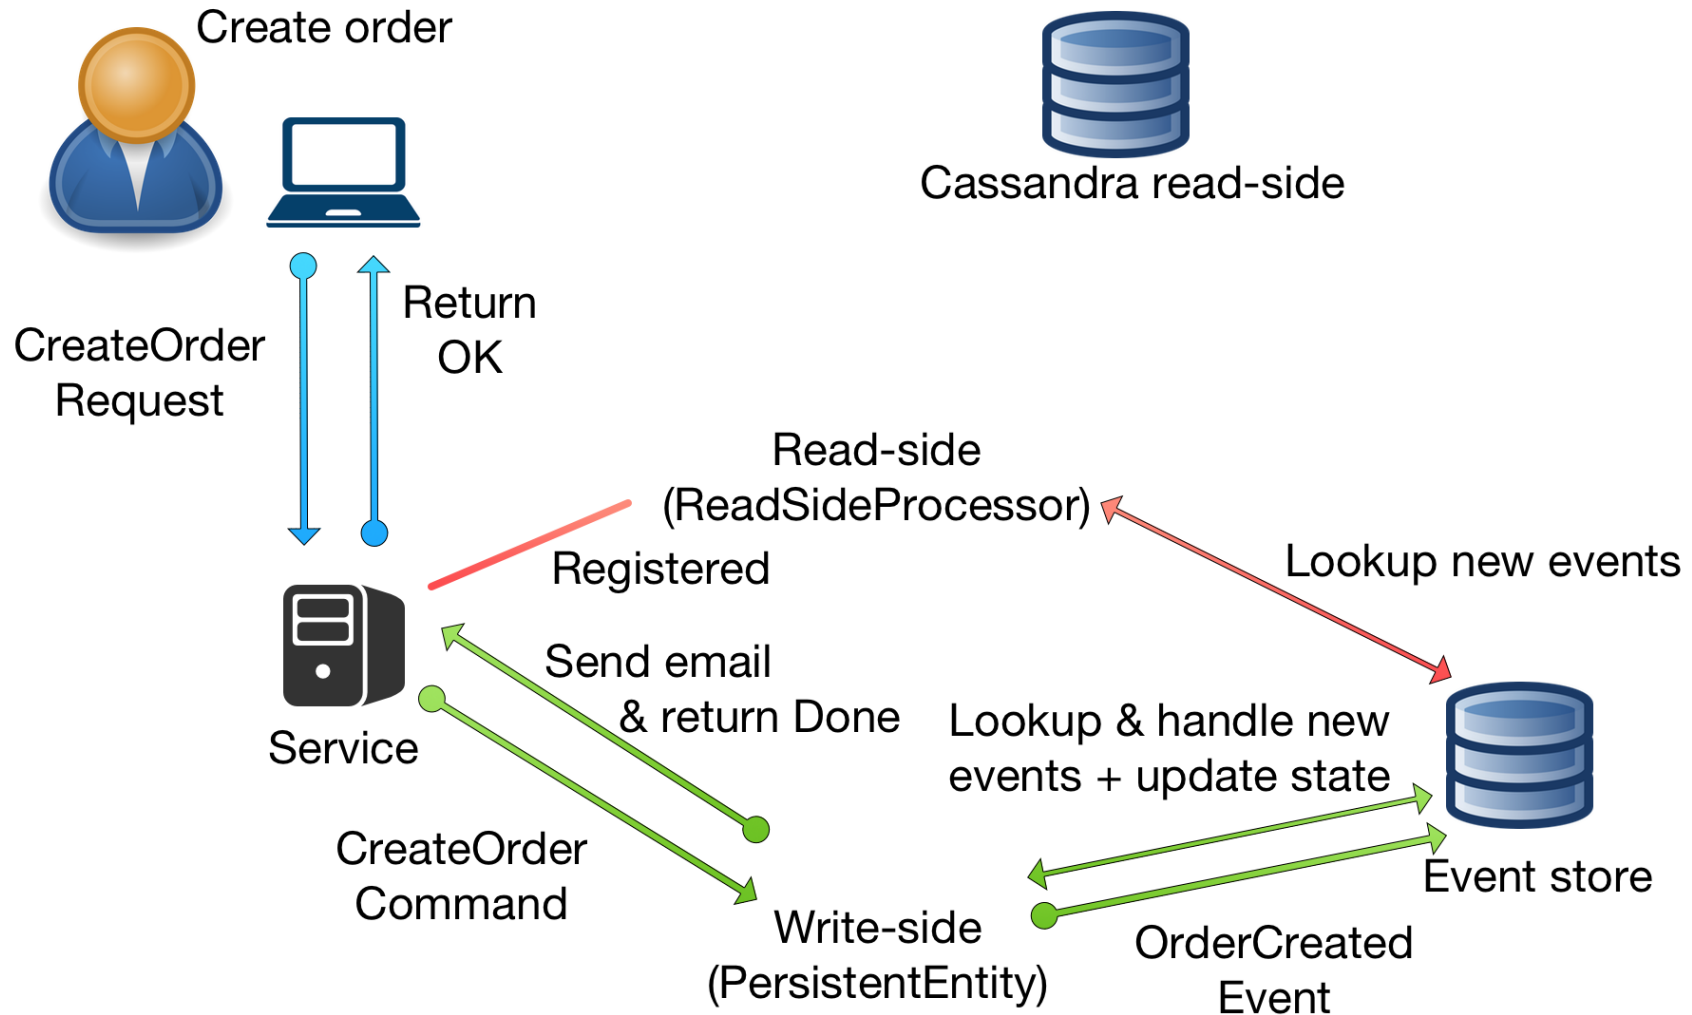 Create order
Cassandra read-side
Return
OK
CreateOrder
Request
Read-side
(ReadSideProcessor)
Registered
Lookup new events
Send email
& return Done
Service
Lookup & handle new
events + update state
CreateOrder
Command
Event store
Write-side
(PersistentEntity)
OrderCreated
Event